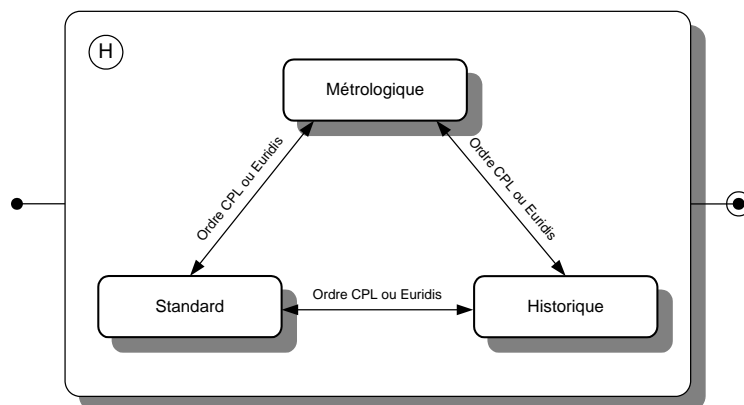 H
Métrologique
Ordre CPL ou Euridis
Ordre CPL ou Euridis
Standard
Ordre CPL ou Euridis
Historique